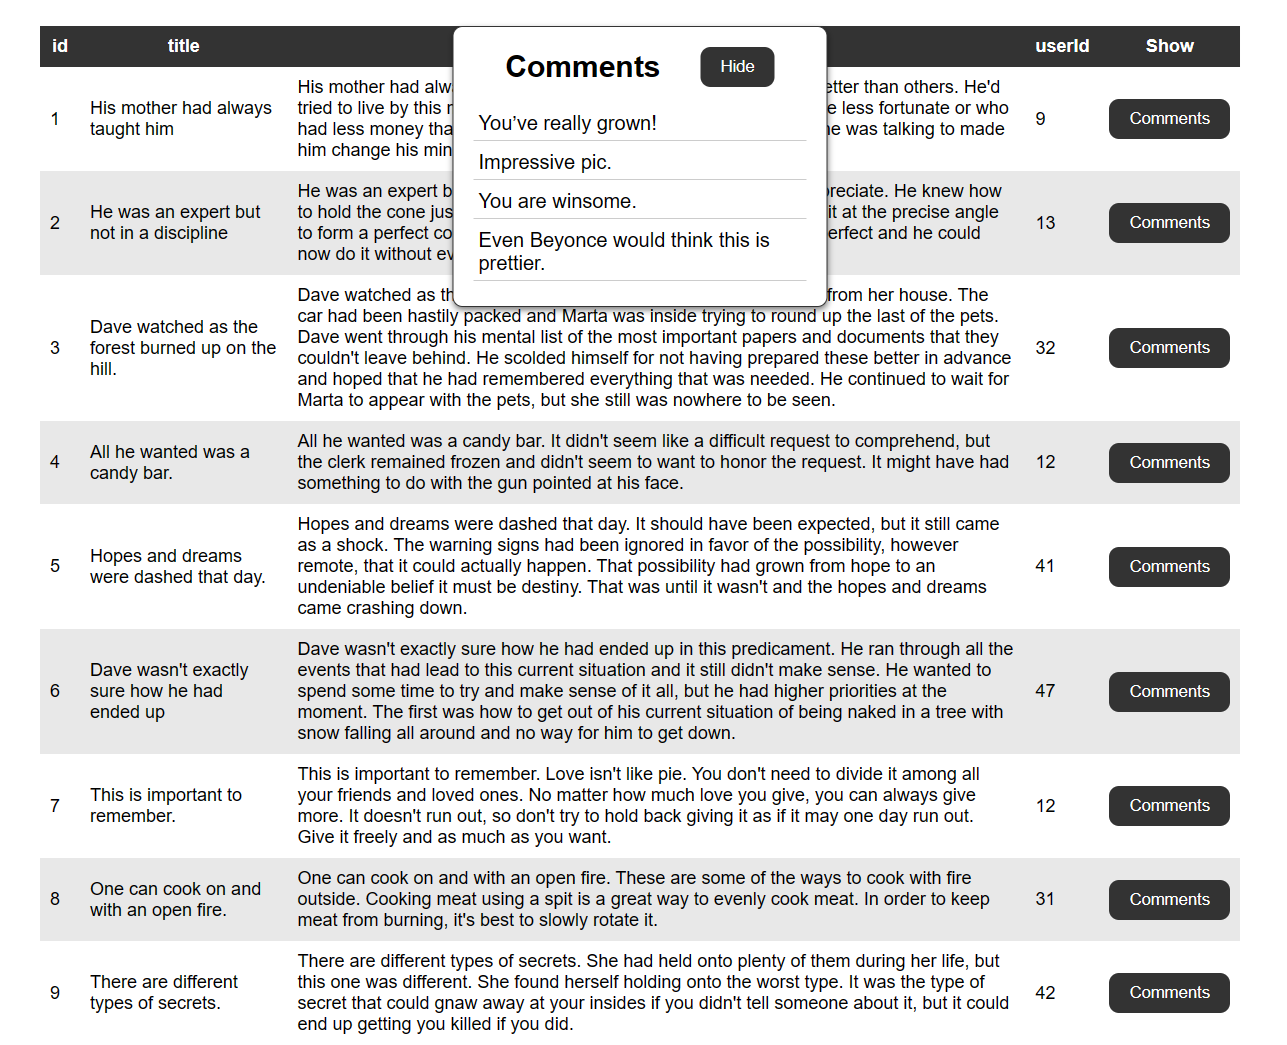 id title userId Show
Comments Hide
You’ve really grown!
Impressive pic.
You are winsome.
Even Beyonce would think this is
prettier.
1
His mother had always
taught him
His mother had etter than others. He'd
tried to live by this less fortunate or who
had less money was talking to made
him change his
9
Comments
2
He was an expert but
not in a discipline
He was an expert He knew how
to hold the cone it at the precise angle
to form a perfect and he could
now do it without
13
Comments
3
Dave watched as the
forest burned up on the
hill.
Dave watched as from her house. The
car had been hastily packed and Marta was inside trying to round up the last of the pets.
Dave went through his mental list of the most important papers and documents that they
couldn't leave behind. He scolded himself for not having prepared these better in advance
and hoped that he had remembered everything that was needed. He continued to wait for
Marta to appear with the pets, but she still was nowhere to be seen.
32
Comments
4
All he wanted was a
candy bar.
All he wanted was a candy bar. It didn't seem like a difficult request to comprehend, but
the clerk remained frozen and didn't seem to want to honor the request. It might have had
something to do with the gun pointed at his face.
12
Comments
5
Hopes and dreams
were dashed that day.
Hopes and dreams were dashed that day. It should have been expected, but it still came
as a shock. The warning signs had been ignored in favor of the possibility, however
remote, that it could actually happen. That possibility had grown from hope to an
undeniable belief it must be destiny. That was until it wasn't and the hopes and dreams
came crashing down.
41
Comments
6
Dave wasn't exactly
sure how he had
ended up
Dave wasn't exactly sure how he had ended up in this predicament. He ran through all the
events that had lead to this current situation and it still didn't make sense. He wanted to
spend some time to try and make sense of it all, but he had higher priorities at the
moment. The first was how to get out of his current situation of being naked in a tree with
snow falling all around and no way for him to get down.
47
Comments
7
This is important to
remember.
This is important to remember. Love isn't like pie. You don't need to divide it among all
your friends and loved ones. No matter how much love you give, you can always give
more. It doesn't run out, so don't try to hold back giving it as if it may one day run out.
Give it freely and as much as you want.
12
Comments
8
One can cook on and
with an open fire.
One can cook on and with an open fire. These are some of the ways to cook with fire
outside. Cooking meat using a spit is a great way to evenly cook meat. In order to keep
meat from burning, it's best to slowly rotate it.
31
Comments
9
There are different
types of secrets.
There are different types of secrets. She had held onto plenty of them during her life, but
this one was different. She found herself holding onto the worst type. It was the type of
secret that could gnaw away at your insides if you didn't tell someone about it, but it could
end up getting you killed if you did.
42
Comments